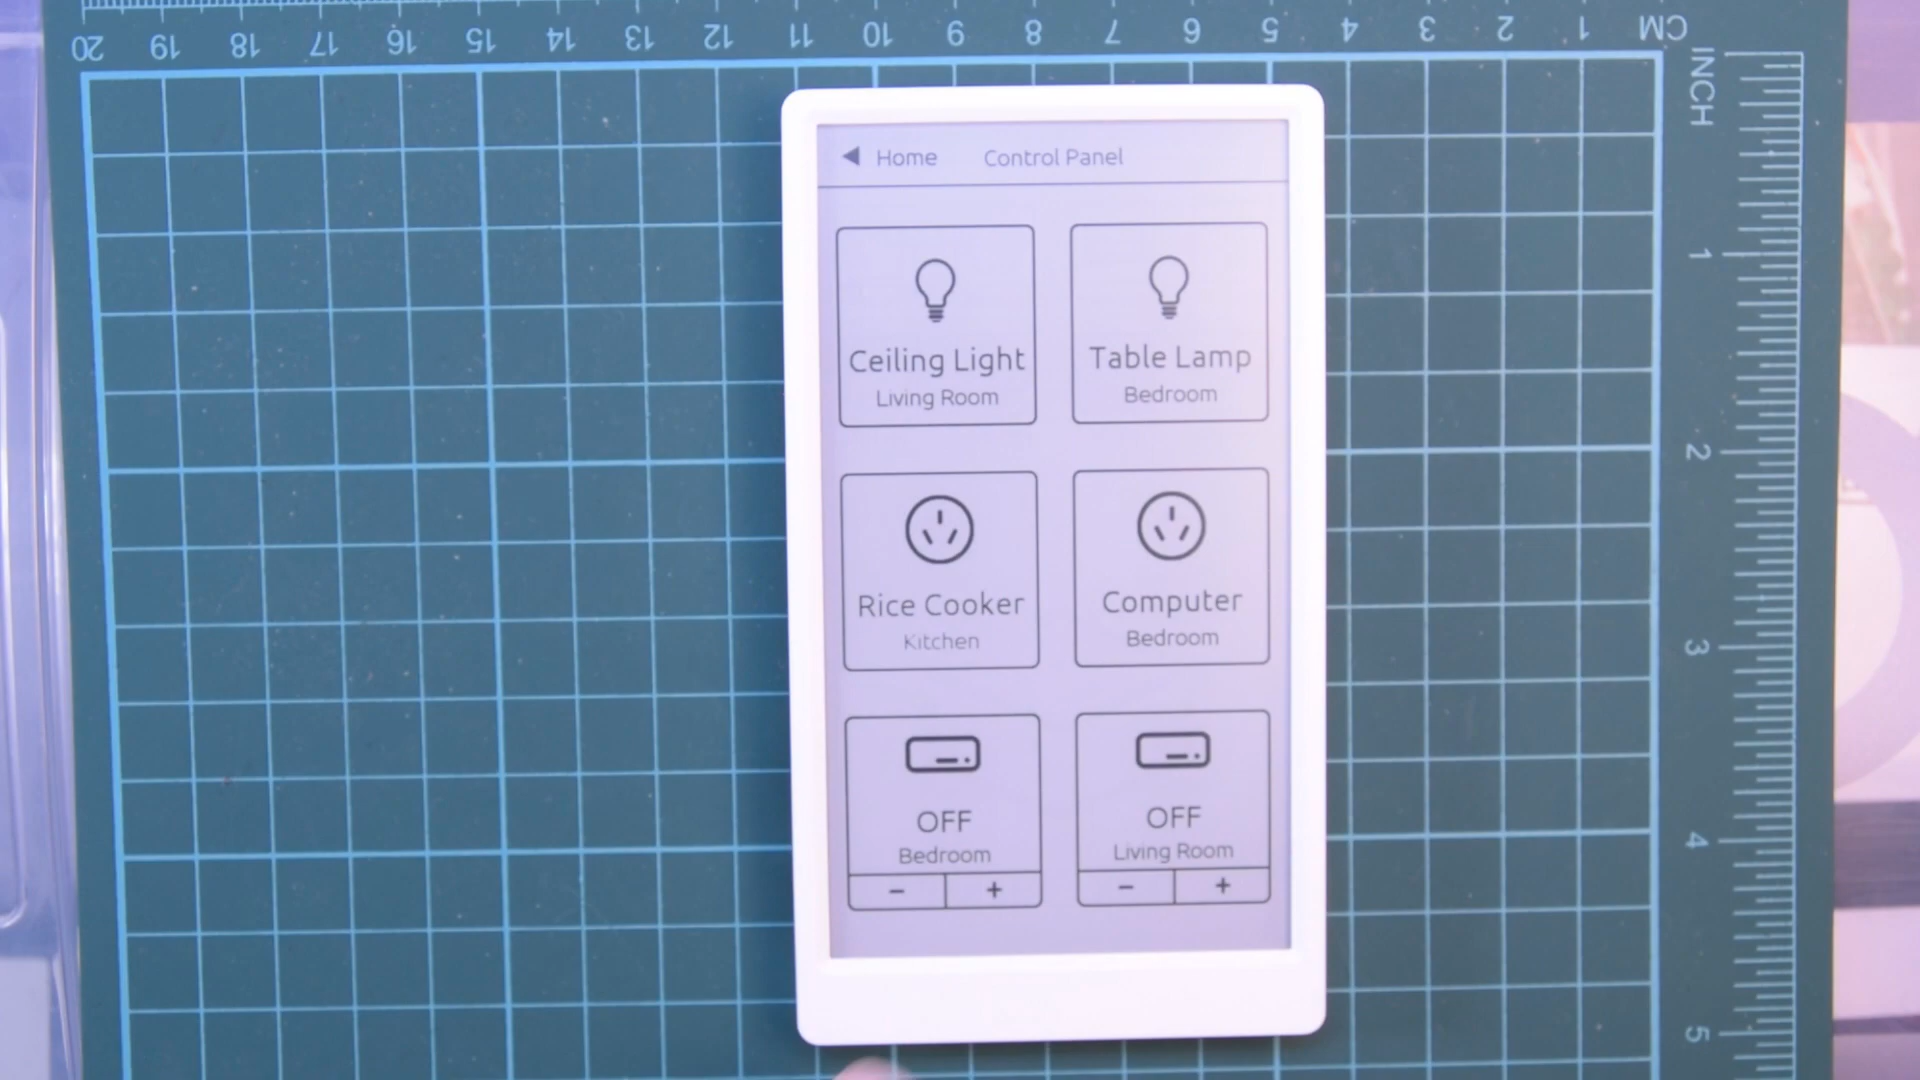 20 19 18 17 16 15 14 13 12 11 10 9 8 7 6 5 4 3 2 1 CM
INCH
1
2
3
4
5
◀ Home Control Panel
Ceiling Light
Living Room
Table Lamp
Bedroom
Rice Cooker
Kitchen
Computer
Bedroom
OFF
Bedroom
− +
OFF
Living Room
− +